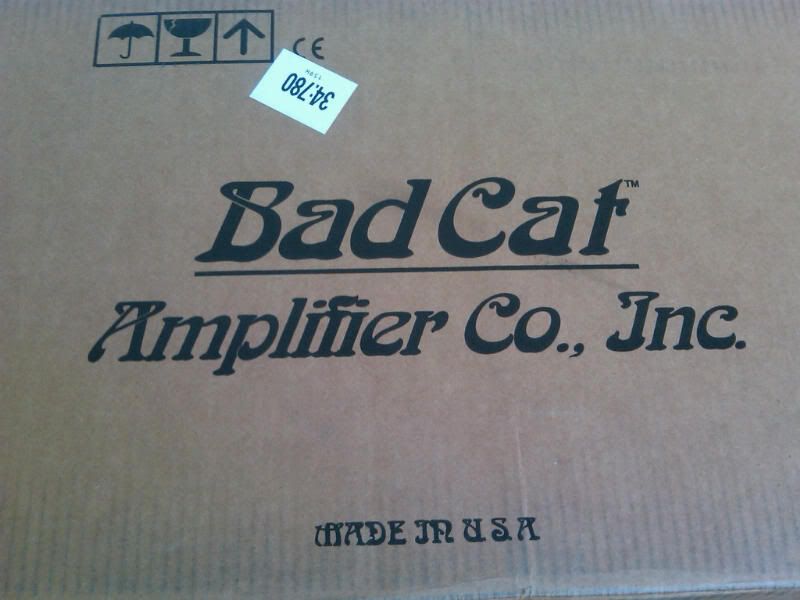 CE
34:780
Bad Cat™
Amplifier Co., Inc.
MADE IN U S A